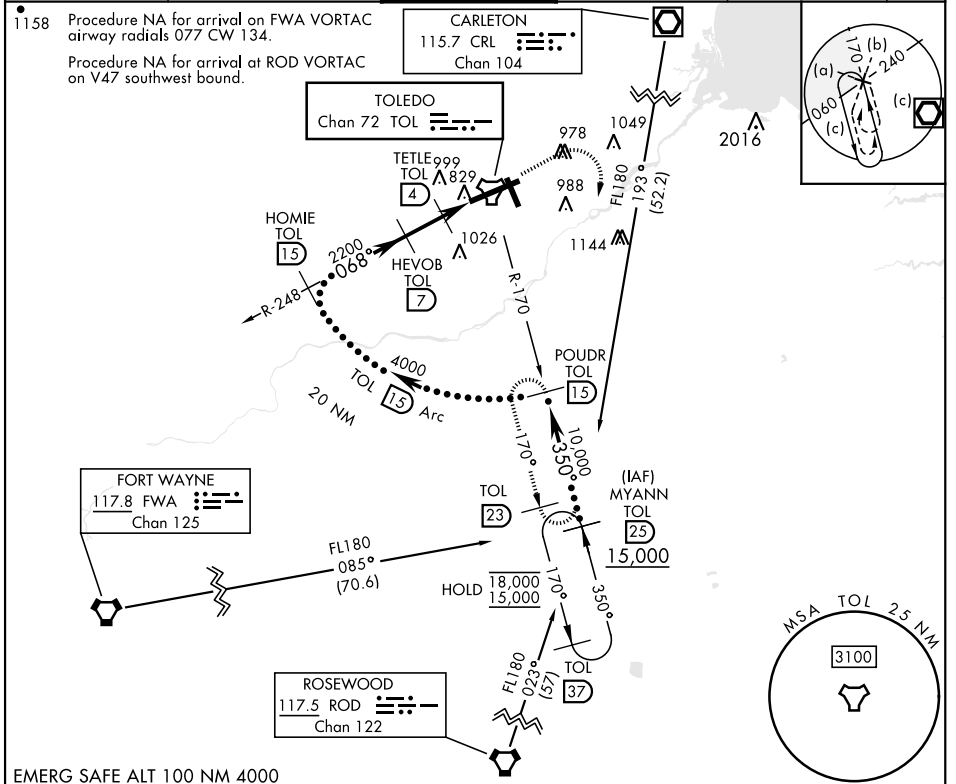 1158
Procedure NA for arrival on FWA VORTAC
airway radials 077 CW 134.
Procedure NA for arrival at ROD VORTAC
on V47 southwest bound.
CARLETON
115.7 CRL
Chan 104
170
(b)
240
(a)
060
(c)
(c)
TOLEDO
Chan 72 TOL
2016
1049
978
988
1144
FL180
193°
(52.2)
TETLE
TOL
4
999
829
1026
HOMIE
TOL
15
2200
068°
HEVOB
TOL
7
R-248
R-170
POUDR
TOL
15
4000
TOL 15 Arc
20 NM
170°
10,000
350°
(IAF)
MYANN
TOL
25
15,000
TOL
23
FORT WAYNE
117.8 FWA
Chan 125
FL180
085°
(70.6)
HOLD
18,000
15,000
170°
350°
TOL
37
FL180
023°
(57)
ROSEWOOD
117.5 ROD
Chan 122
MSA TOL 25 NM
3100
EMERG SAFE ALT 100 NM 4000